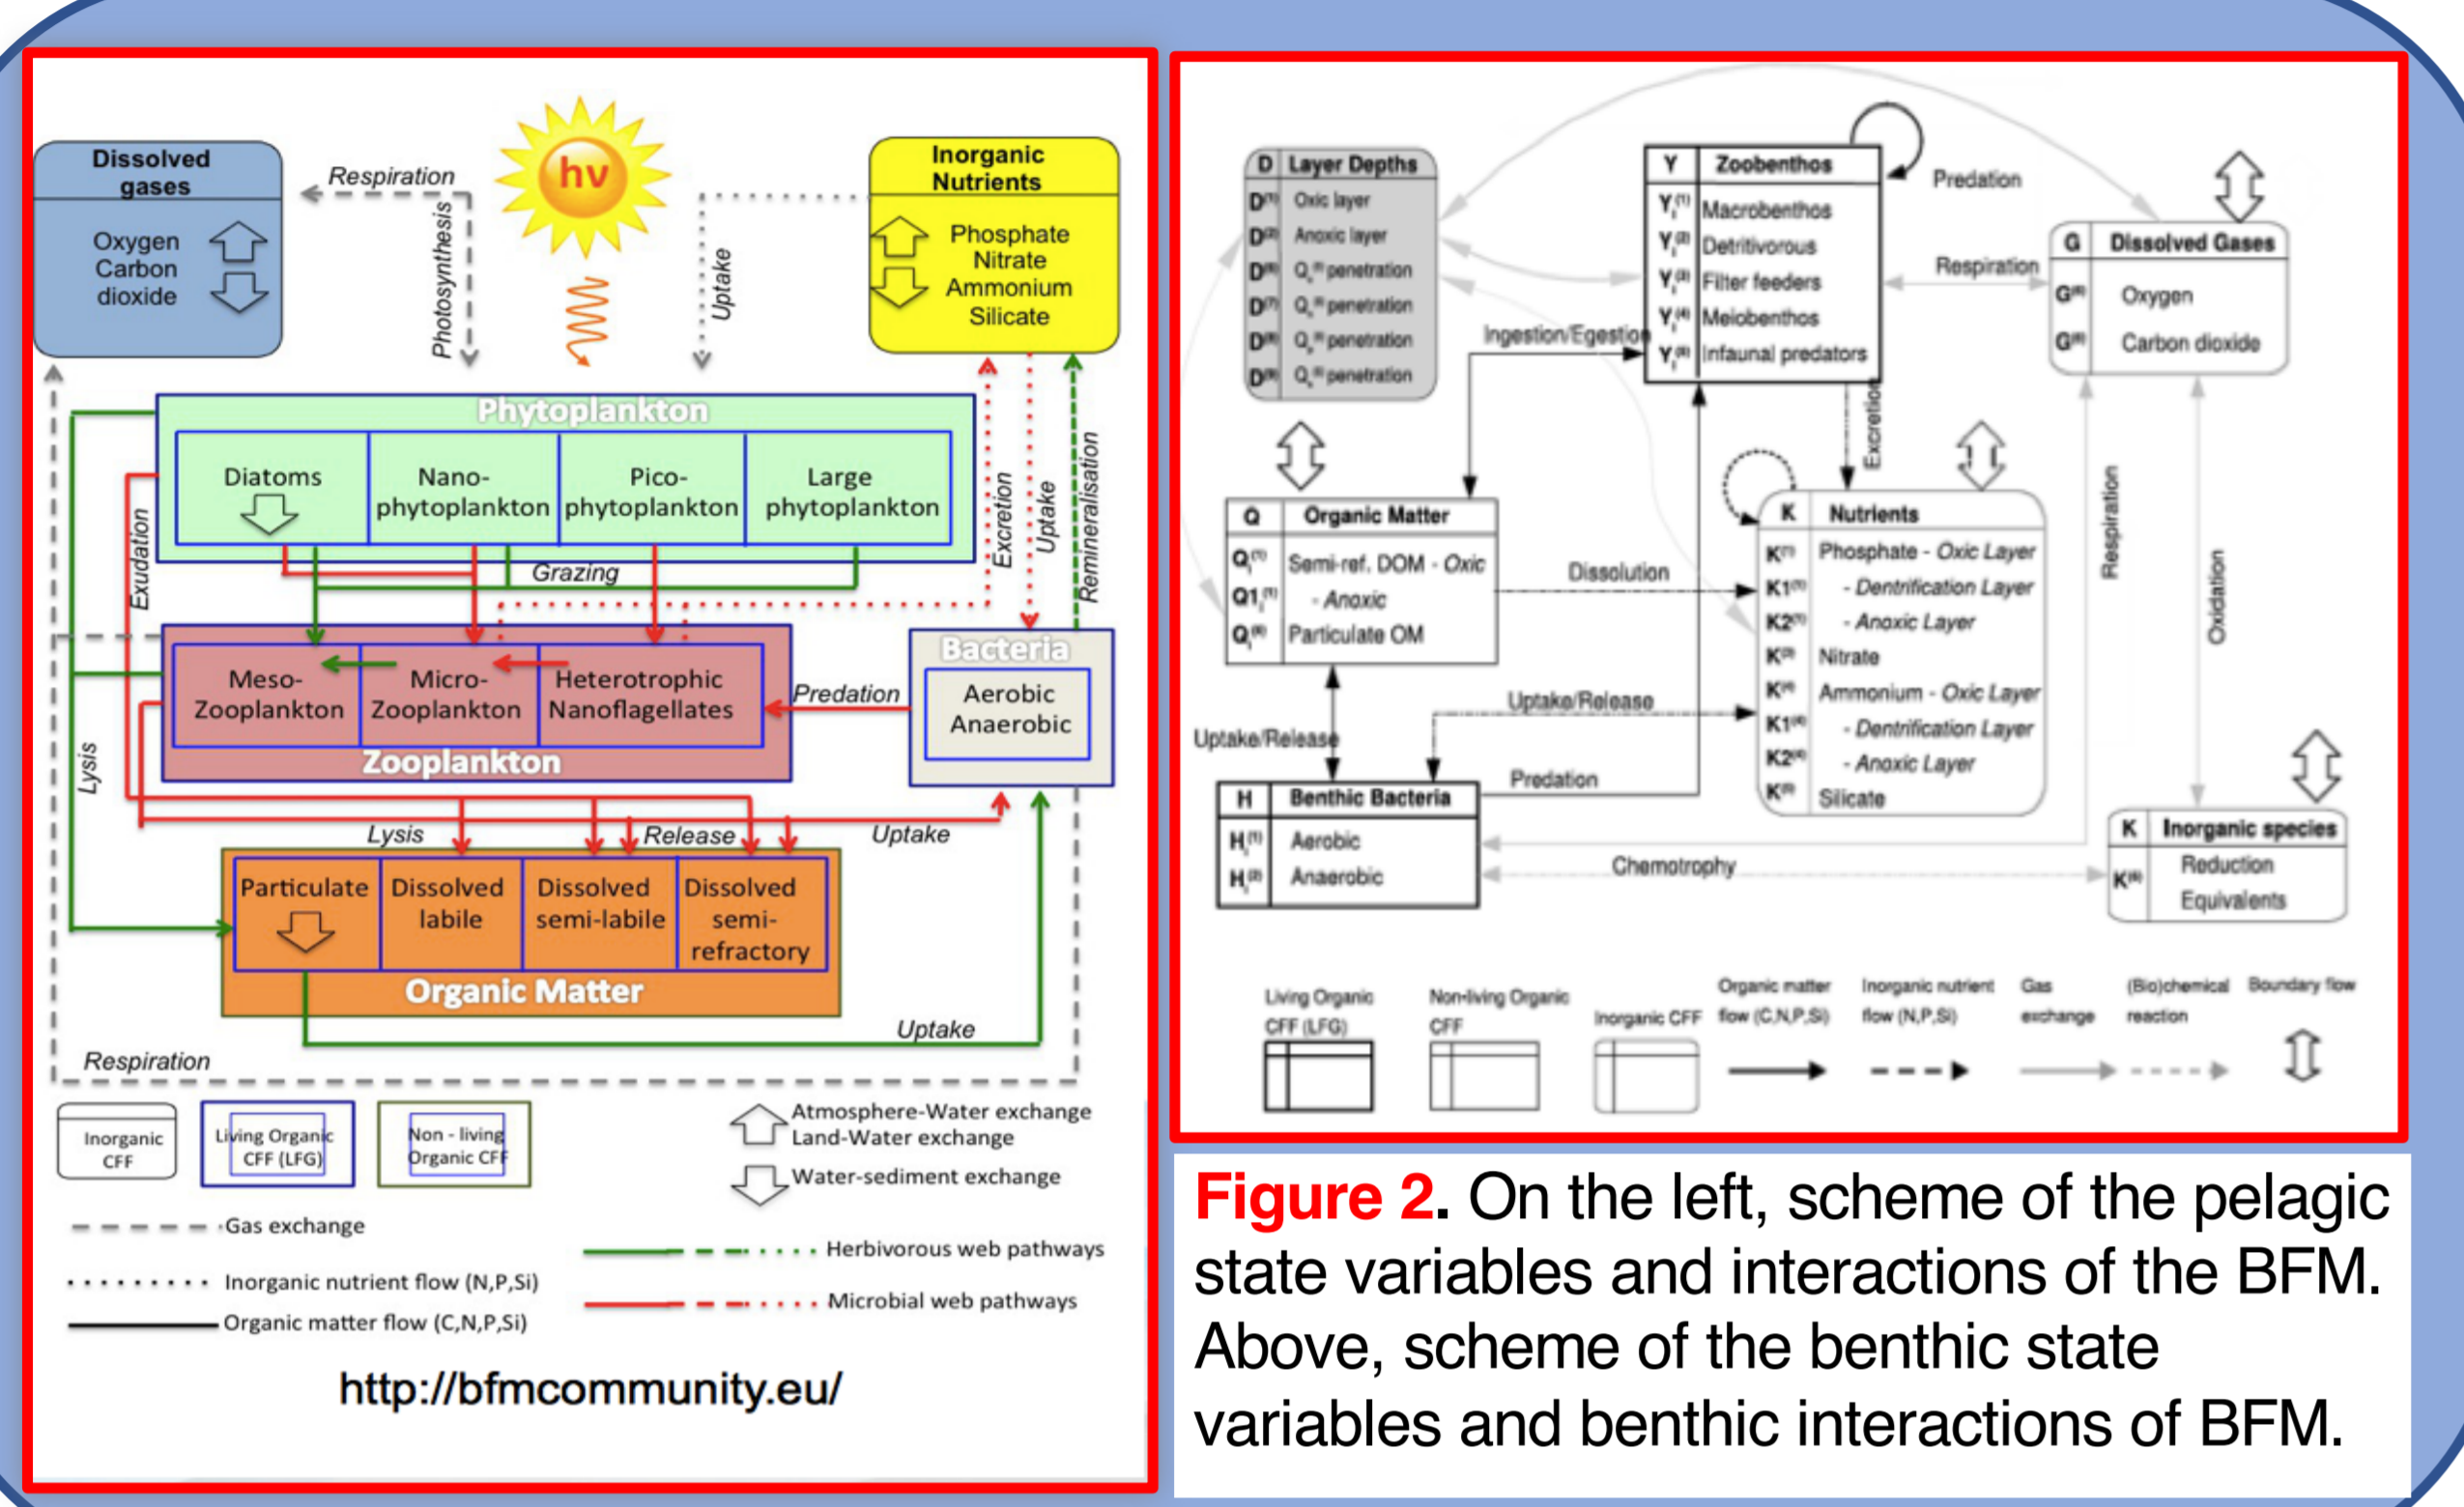 Dissolved
gases
Oxygen
Carbon
dioxide
Respiration
Photosynthesis
hv
Uptake
Inorganic
Nutrients
Phosphate
Nitrate
Ammonium
Silicate
Phytoplankton
Diatoms
Nano-
phytoplankton
Pico-
phytoplankton
Large
phytoplankton
Exudation
Grazing
Excretion
Uptake
Remineralisation
Meso-
Zooplankton
Micro-
Zooplankton
Heterotrophic
Nanoflagellates
Zooplankton
Predation
Bacteria
Aerobic
Anaerobic
Lysis
Lysis
Release
Uptake
Particulate
Dissolved
labile
Dissolved
semi-labile
Dissolved
semi-
refractory
Organic Matter
Uptake
Respiration
Inorganic
CFF
Living Organic
CFF (LFG)
Non - living
Organic CFF
Atmosphere-Water exchange
Land-Water exchange
Water-sediment exchange
Gas exchange
Inorganic nutrient flow (N,P,Si)
Organic matter flow (C,N,P,Si)
Herbivorous web pathways
Microbial web pathways
http://bfmcommunity.eu/
D Layer Depths
Oxic layer
Anoxic layer
penetration
penetration
penetration
penetration
Y Zoobenthos
Macrobenthos
Detritivorous
Filter feeders
Meiobenthos
Infaunal predators
Predation
Respiration
G Dissolved Gases
Oxygen
Carbon dioxide
Ingestion/Egestion
Excretion
Q Organic Matter
Semi-ref. DOM - Oxic
- Anoxic
Particulate OM
Dissolution
K Nutrients
Phosphate - Oxic Layer
- Dentrification Layer
- Anoxic Layer
Nitrate
Ammonium - Oxic Layer
- Dentrification Layer
- Anoxic Layer
Silicate
Respiration
Oxidation
Uptake/Release
Uptake/Release
Predation
H Benthic Bacteria
Aerobic
Anaerobic
Chemotrophy
K Inorganic species
Reduction
Equivalents
Living Organic
CFF (LFG)
Non-living Organic
CFF
Inorganic CFF
Organic matter
flow (C,N,P,Si)
Inorganic nutrient
flow (N,P,Si)
Gas
exchange
(Bio)chemical
reaction
Boundary flow
Figure 2. On the left, scheme of the pelagic
state variables and interactions of the BFM.
Above, scheme of the benthic state
variables and benthic interactions of BFM.